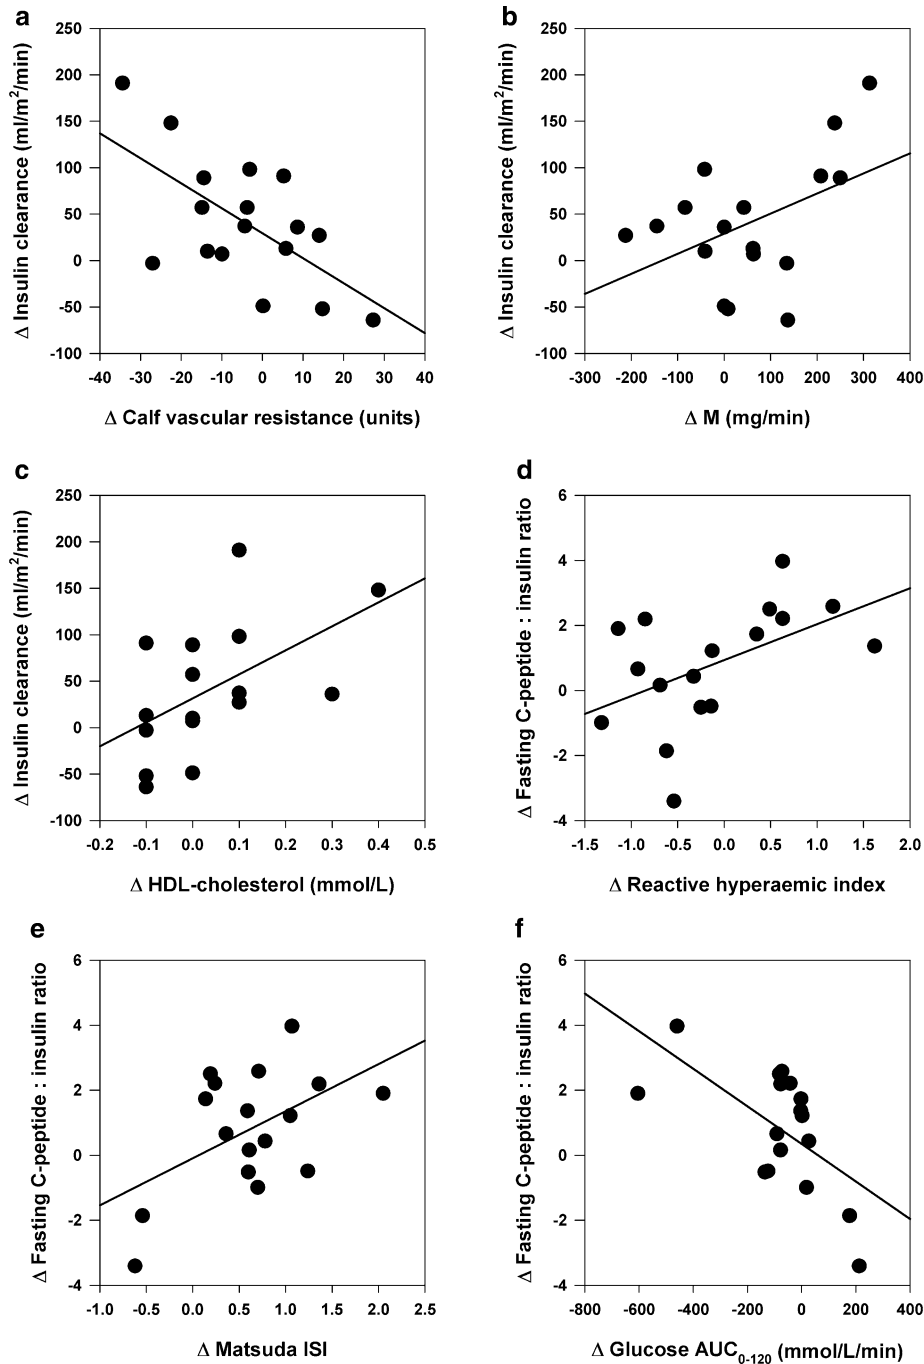 a
Δ Insulin clearance (ml/m²/min)
250
200
150
100
50
0
-50
-100
-40 -30 -20 -10 0 10 20 30 40
Δ Calf vascular resistance (units)
b
Δ Insulin clearance (ml/m²/min)
250
200
150
100
50
0
-50
-100
-300 -200 -100 0 100 200 300 400
Δ M (mg/min)
c
Δ Insulin clearance (ml/m²/min)
250
200
150
100
50
0
-50
-100
-0.2 -0.1 0.0 0.1 0.2 0.3 0.4 0.5
Δ HDL-cholesterol (mmol/L)
d
Δ Fasting C-peptide : insulin ratio
6
4
2
0
-2
-4
-1.5 -1.0 -0.5 0.0 0.5 1.0 1.5 2.0
Δ Reactive hyperaemic index
e
Δ Fasting C-peptide : insulin ratio
6
4
2
0
-2
-4
-1.0 -0.5 0.0 0.5 1.0 1.5 2.0 2.5
Δ Matsuda ISI
f
Δ Fasting C-peptide : insulin ratio
6
4
2
0
-2
-4
-800 -600 -400 -200 0 200 400
Δ Glucose AUC₀₋₁₂₀ (mmol/L/min)